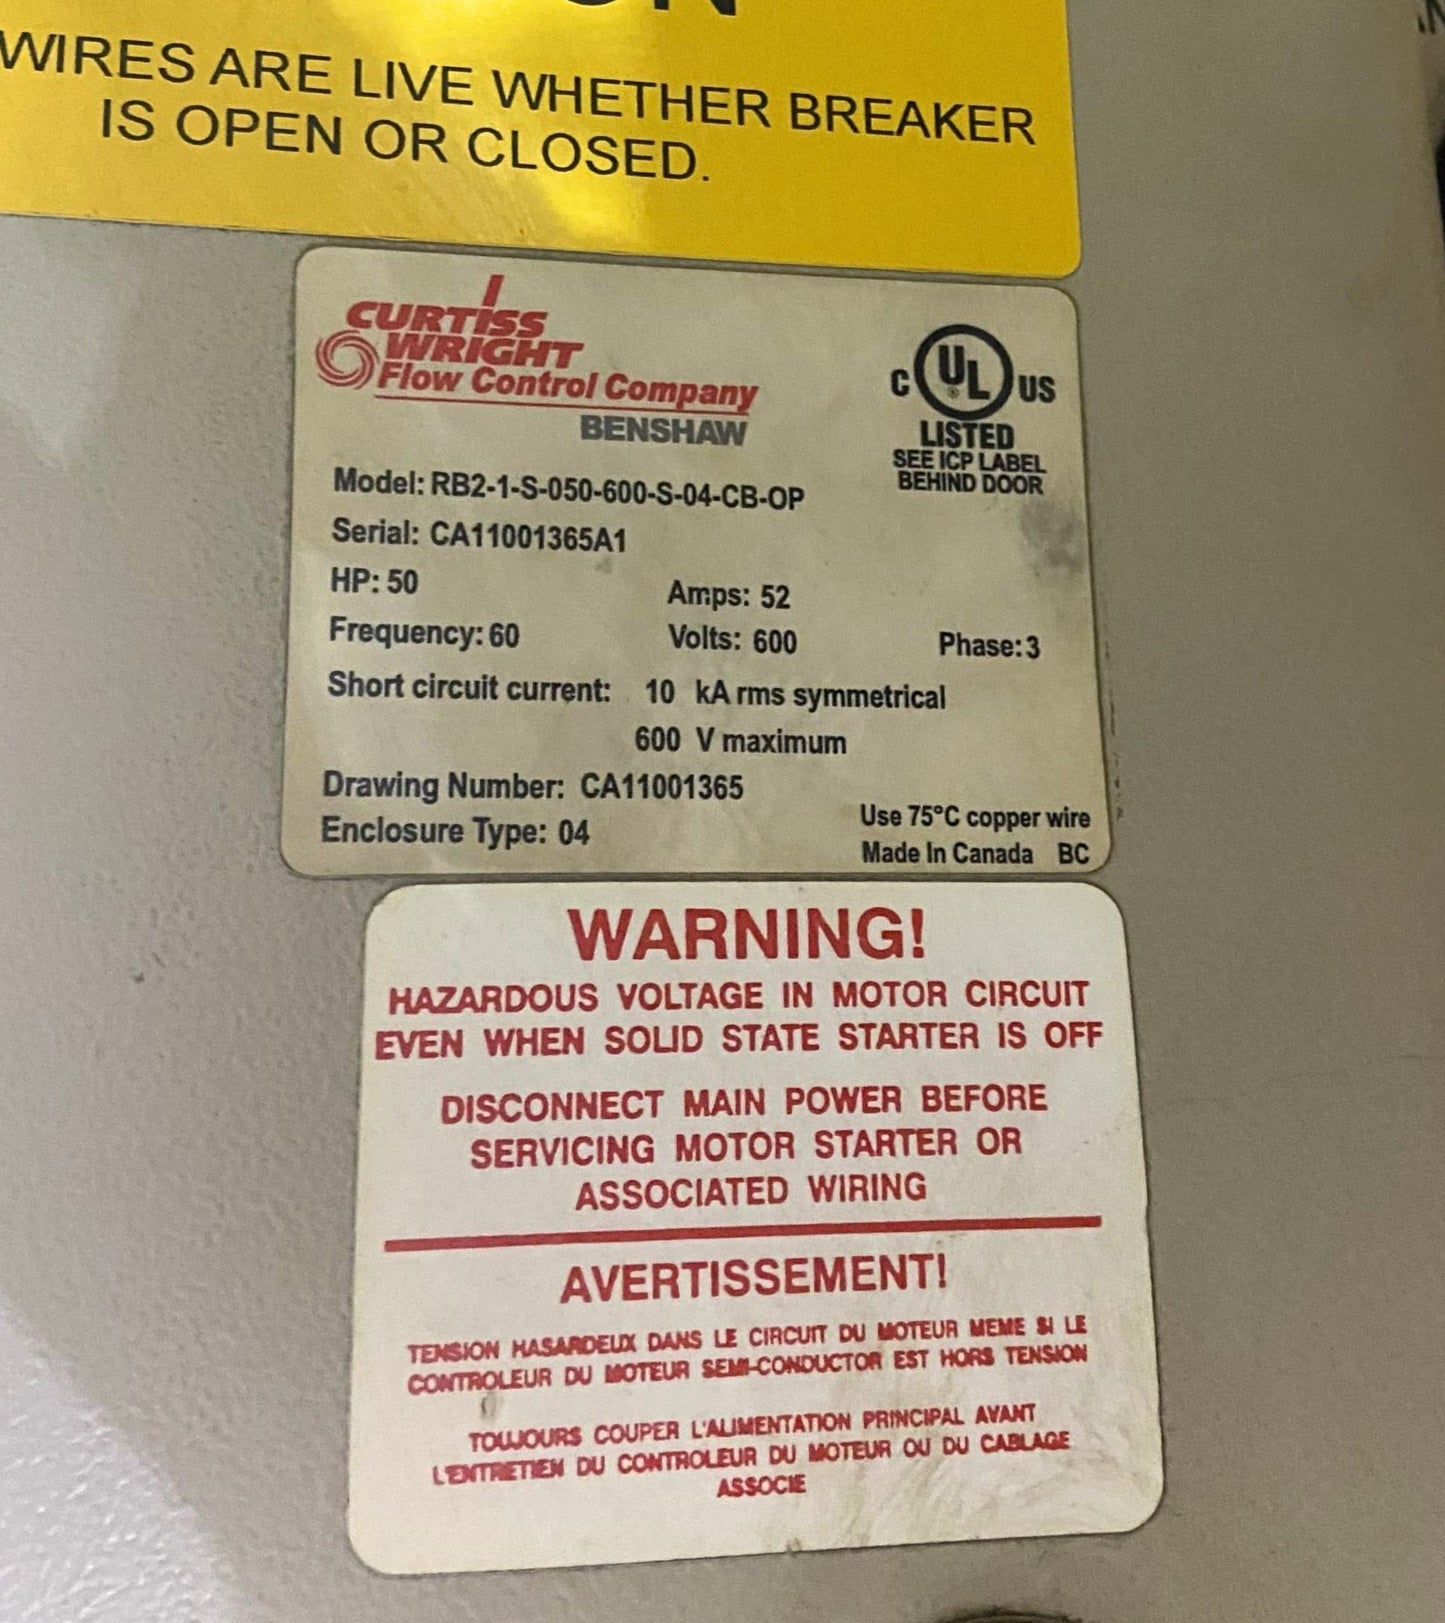 WIRES ARE LIVE WHETHER BREAKER
IS OPEN OR CLOSED.
CURTISS
WRIGHT
Flow Control Company
BENSHAW
C UL ® US
LISTED
SEE ICP LABEL
BEHIND DOOR
Model: RB2-1-S-050-600-S-04-CB-OP
Serial: CA11001365A1
HP: 50 Amps: 52
Frequency: 60 Volts: 600 Phase: 3
Short circuit current: 10 kA rms symmetrical
600 V maximum
Drawing Number: CA11001365
Enclosure Type: 04
Use 75°C copper wire
Made In Canada BC
WARNING!
HAZARDOUS VOLTAGE IN MOTOR CIRCUIT
EVEN WHEN SOLID STATE STARTER IS OFF
DISCONNECT MAIN POWER BEFORE
SERVICING MOTOR STARTER OR
ASSOCIATED WIRING
AVERTISSEMENT!
TENSION HASARDEUX DANS LE CIRCUIT DU MOTEUR MEME SI LE
CONTROLEUR DU MOTEUR SEMI-CONDUCTOR EST HORS TENSION
TOUJOURS COUPER L'ALIMENTATION PRINCIPAL AVANT
L'ENTRETIEN DU CONTROLEUR DU MOTEUR OU DU CABLAGE
ASSOCIE